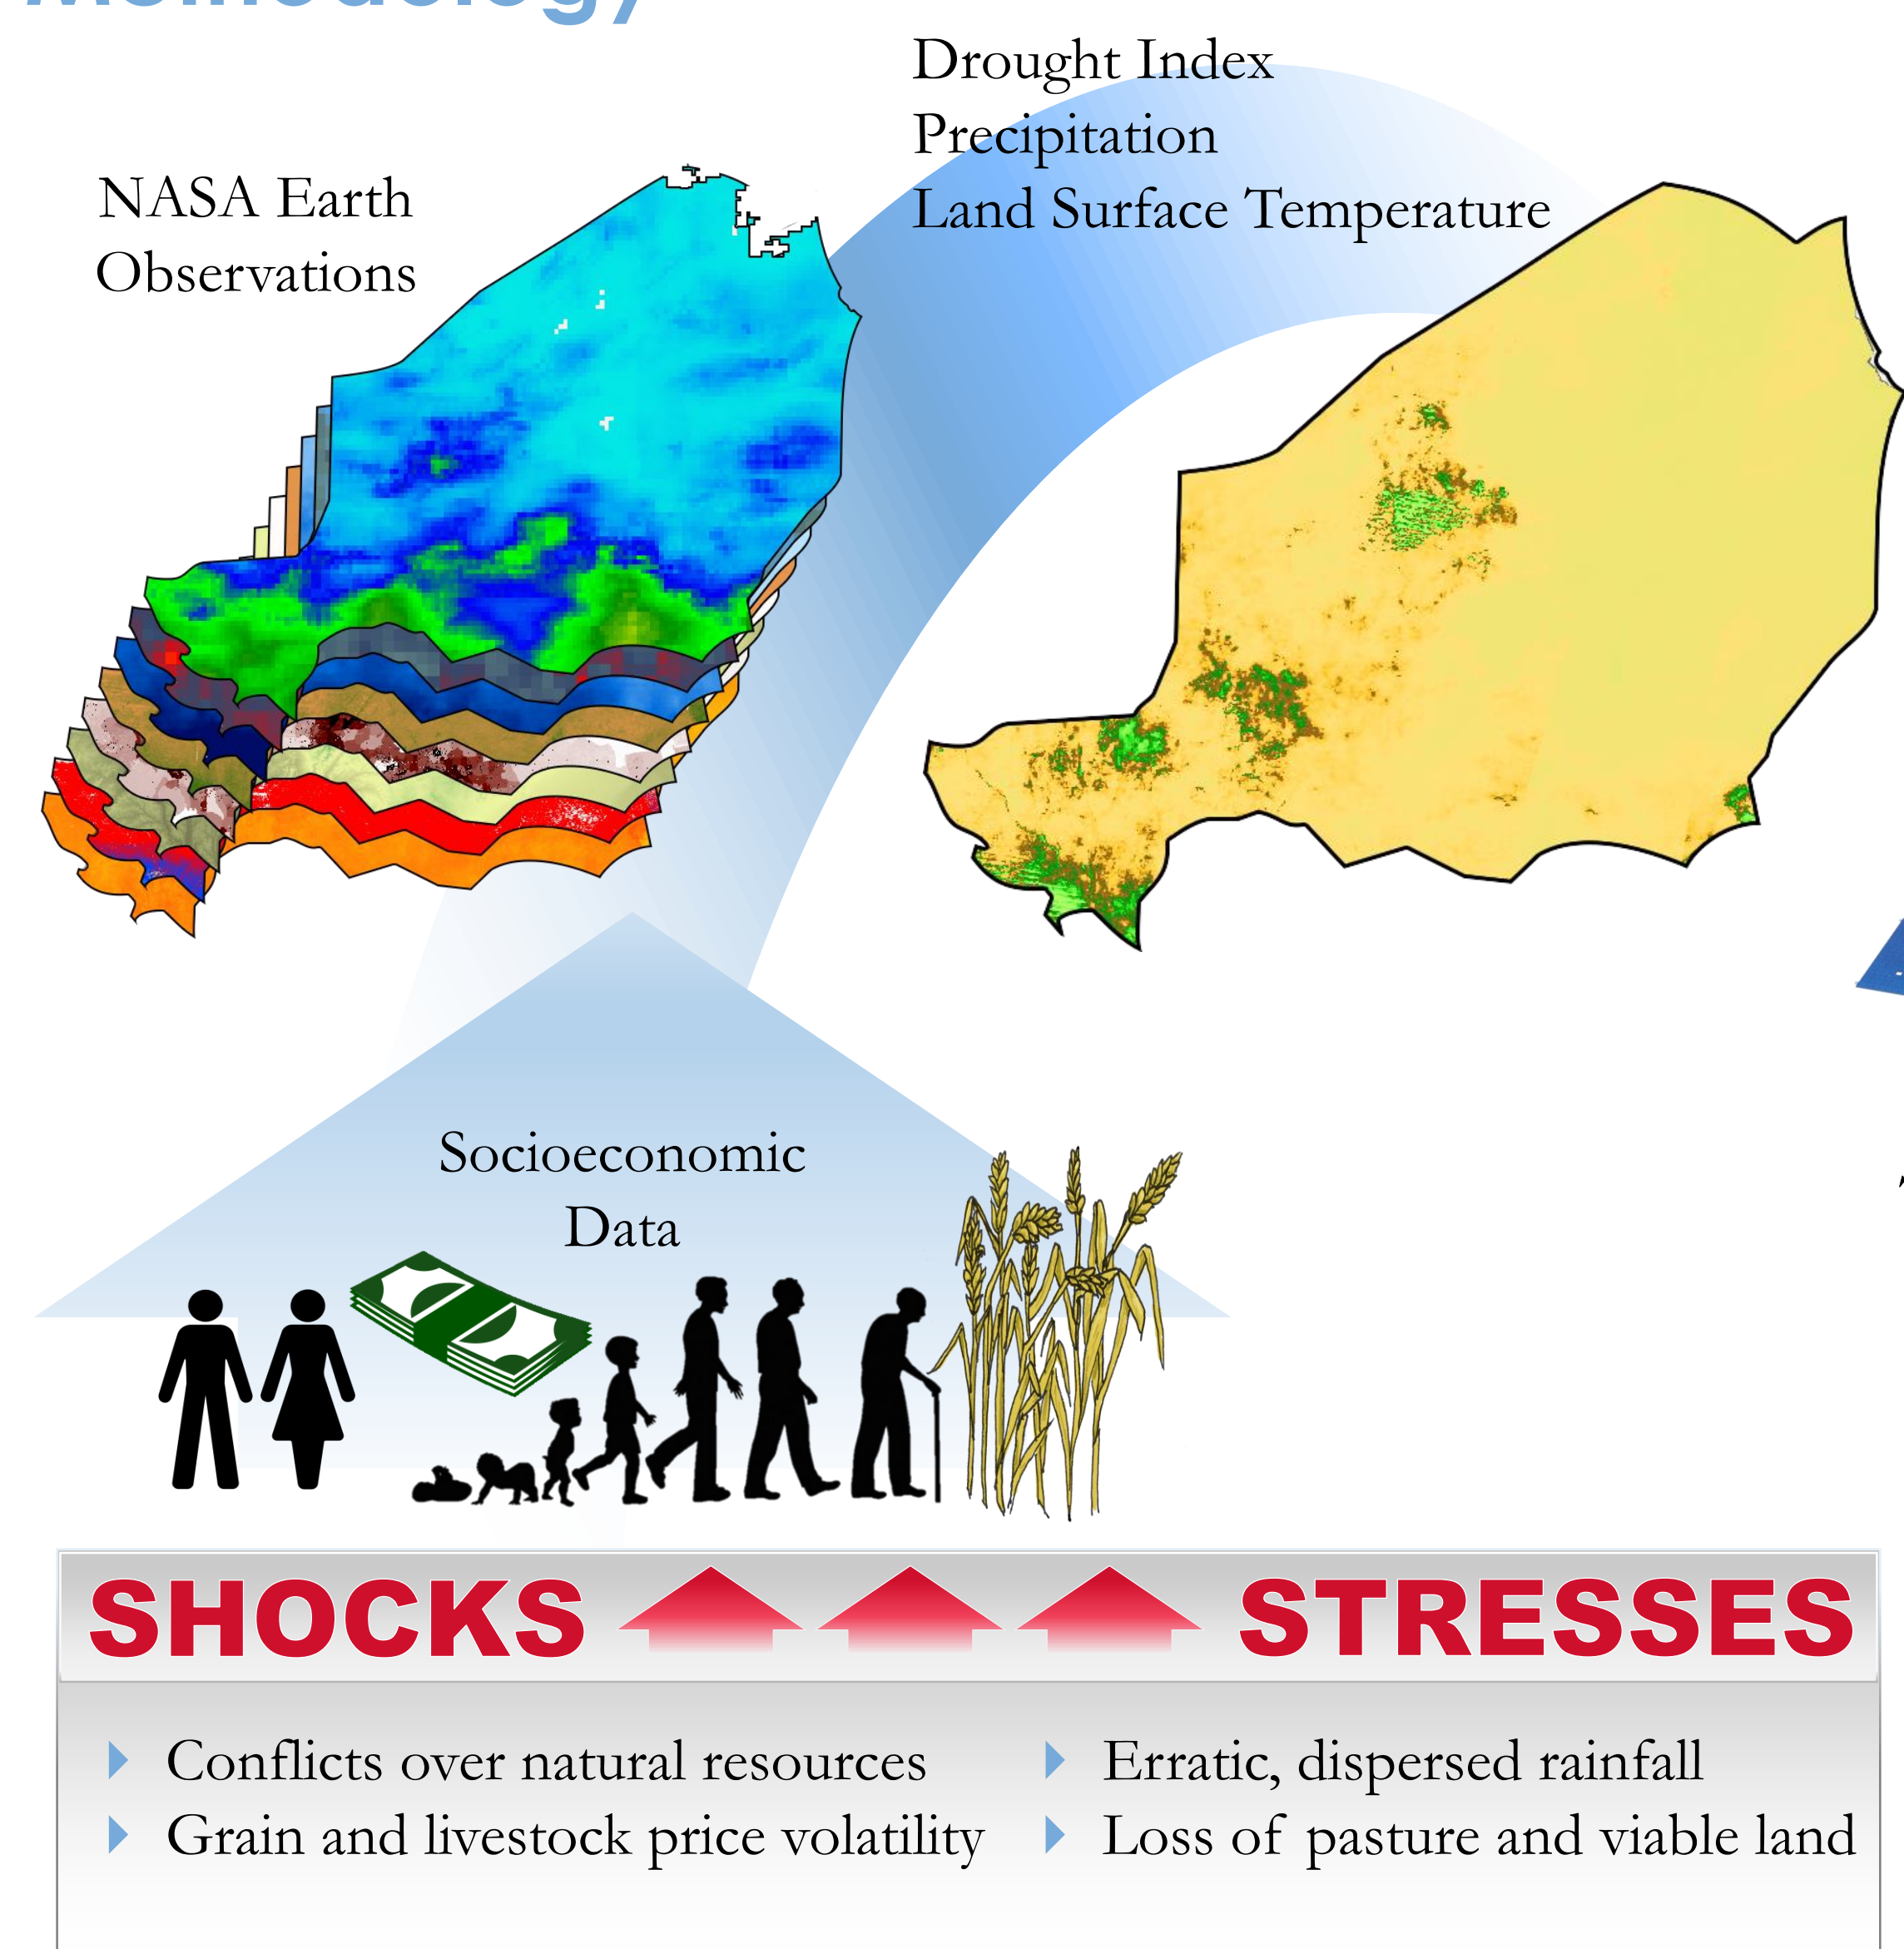 Methodology
NASA Earth
Observations
Drought Index
Precipitation
Land Surface Temperature
Socioeconomic
Data
SHOCKS
STRESSES
Conflicts over natural resources
Grain and livestock price volatility
Erratic, dispersed rainfall
Loss of pasture and viable land